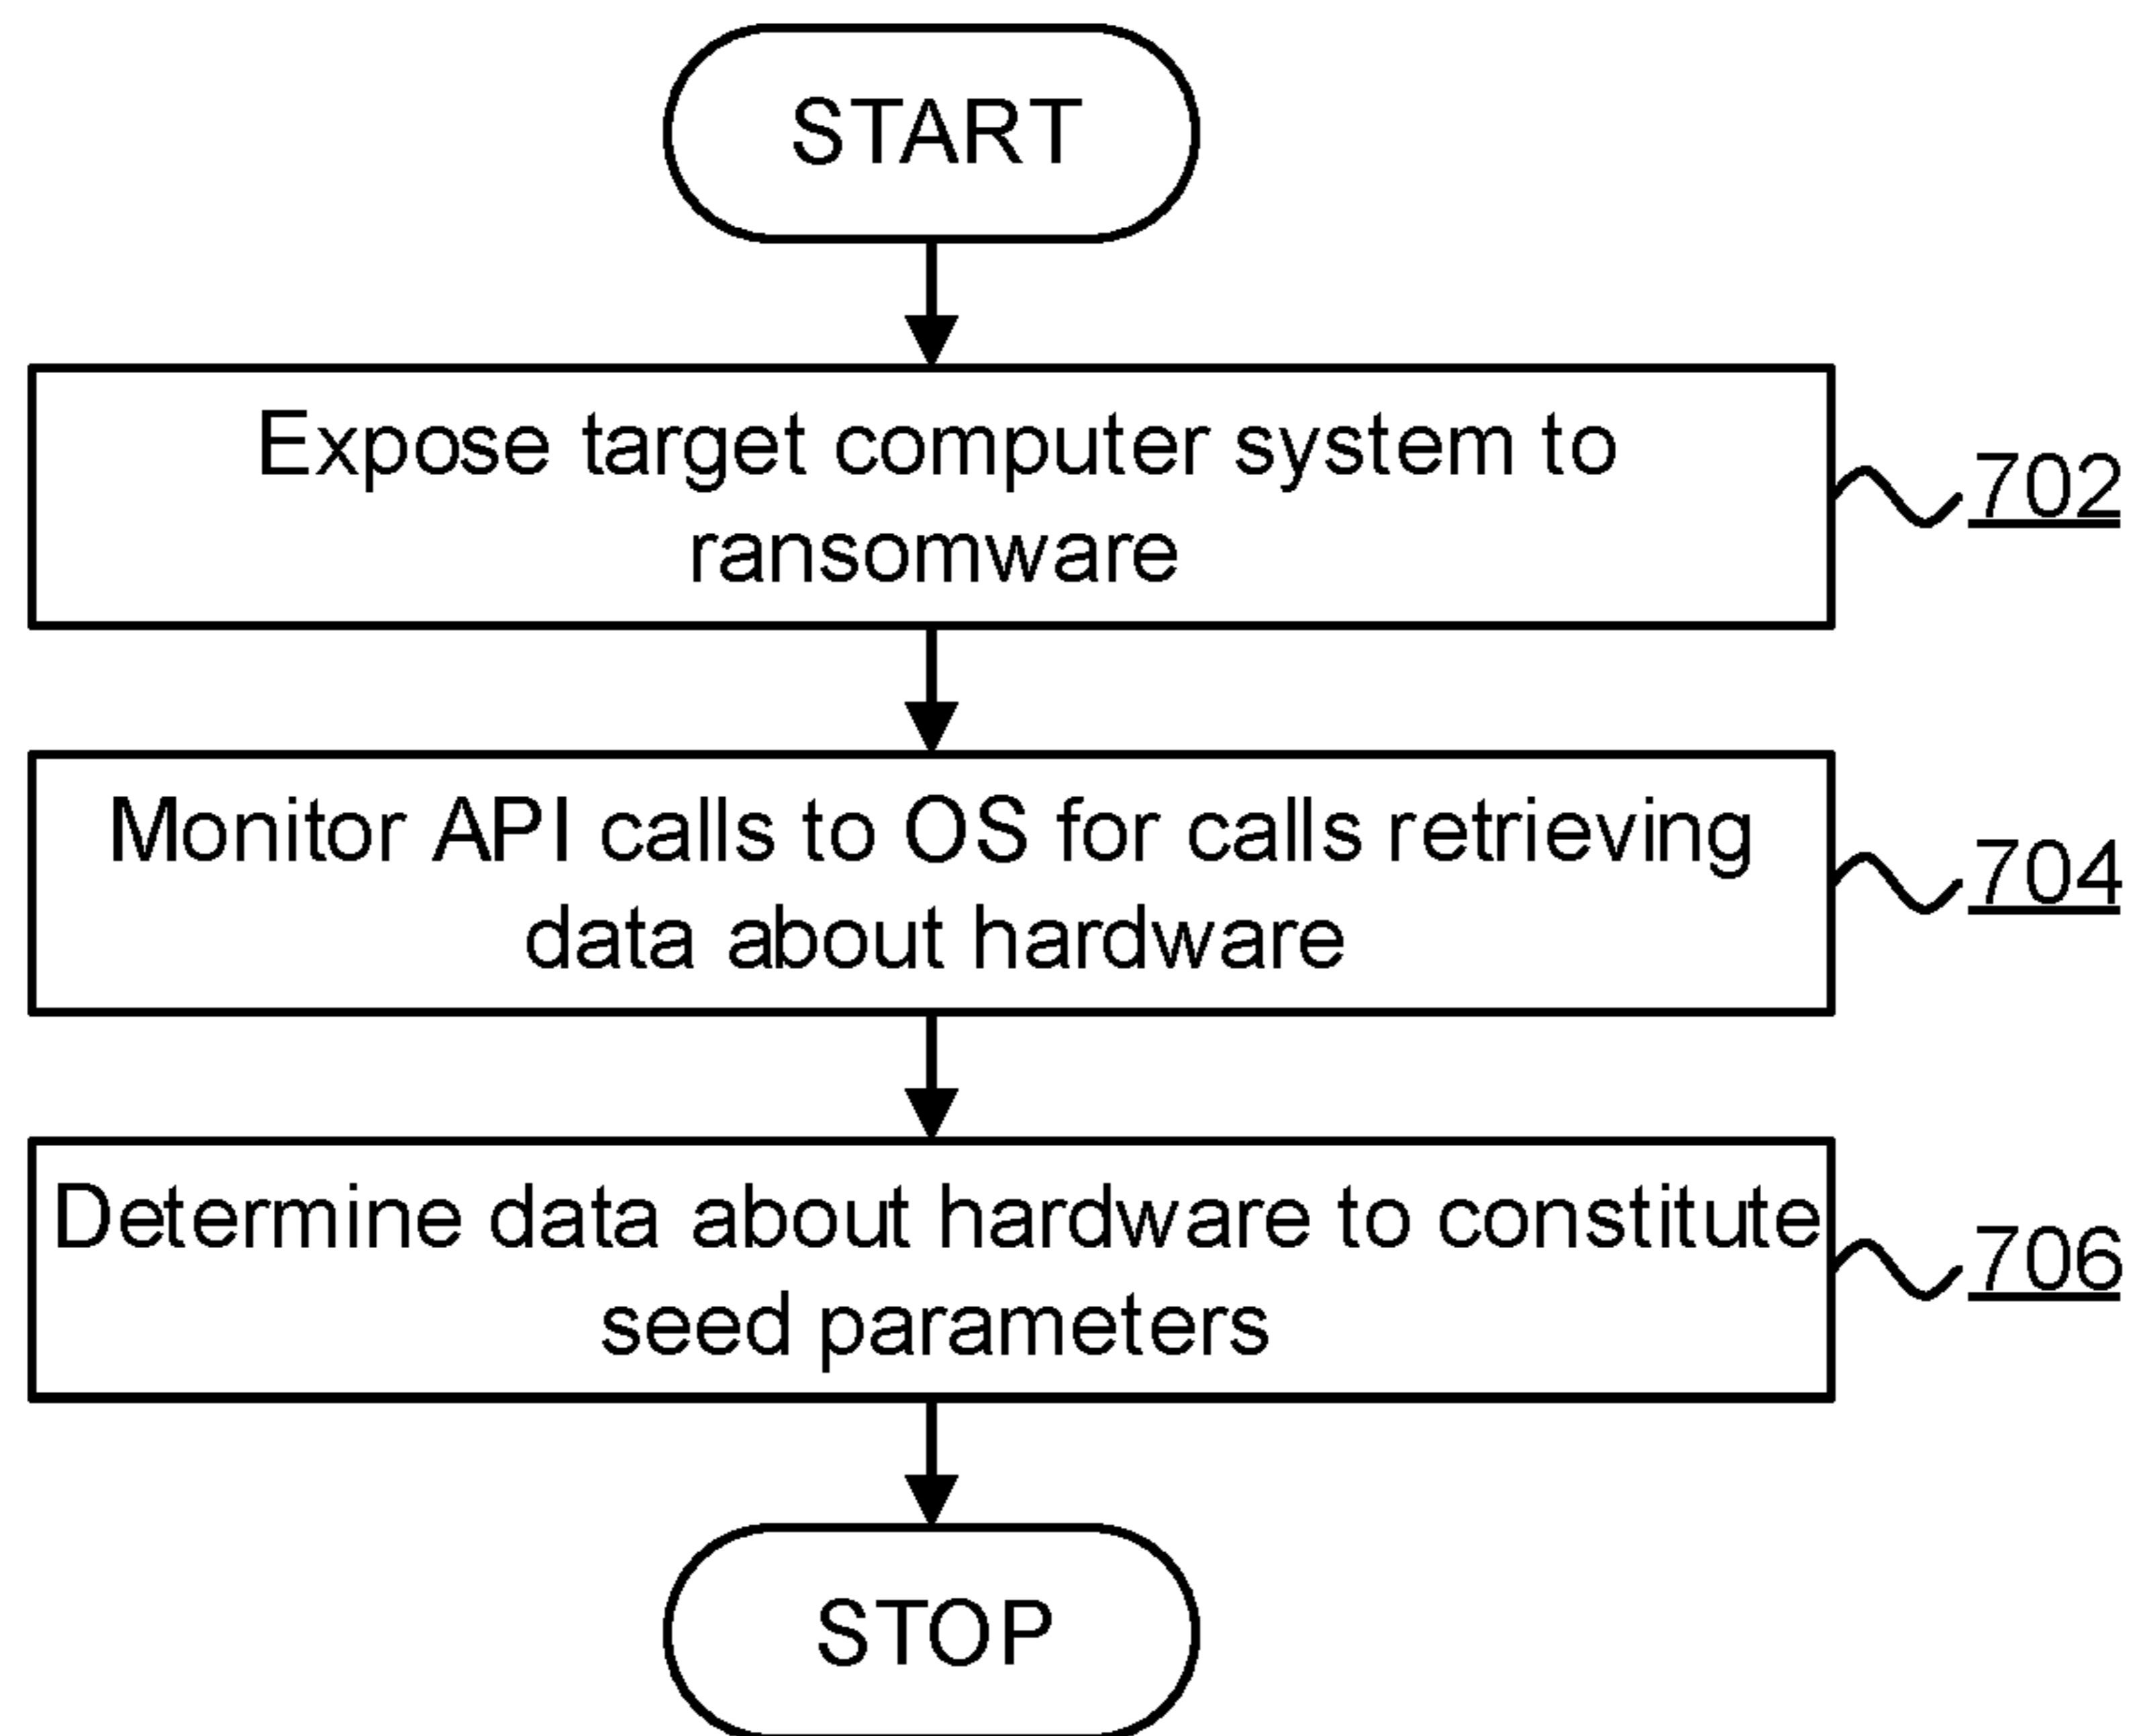 START
Expose target computer system to
ransomware
702
Monitor API calls to OS for calls retrieving
data about hardware
704
Determine data about hardware to constitute
seed parameters
706
STOP